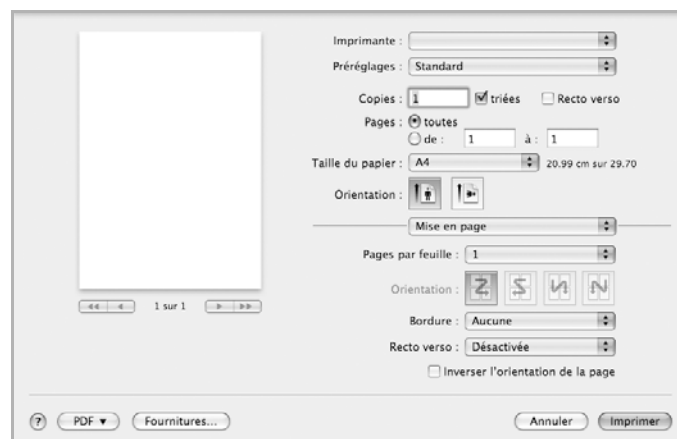 Imprimante :
Préréglages : Standard
Copies : 1 triées Recto verso
Pages : toutes
de : 1 à : 1
Taille du papier : A4 20.99 cm sur 29.70
Orientation :
Mise en page
Pages par feuille : 1
Orientation :
1 sur 1
Bordure : Aucune
Recto verso : Désactivée
Inverser l'orientation de la page
? PDF Fournitures... Annuler Imprimer